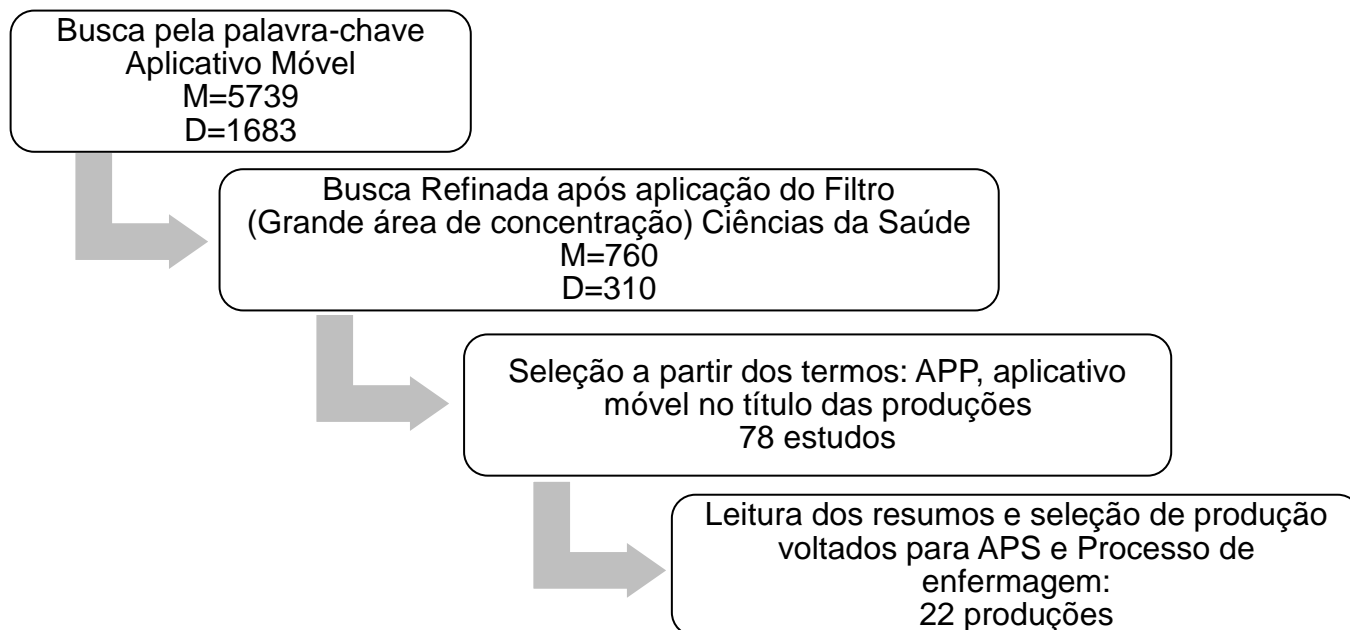 Busca pela palavra-chave
Aplicativo Móvel
M=5739
D=1683
Busca Refinada após aplicação do Filtro
(Grande área de concentração) Ciências da Saúde
M=760
D=310
Seleção a partir dos termos: APP, aplicativo
móvel no título das produções
78 estudos
Leitura dos resumos e seleção de produção
voltados para APS e Processo de
enfermagem:
22 produções